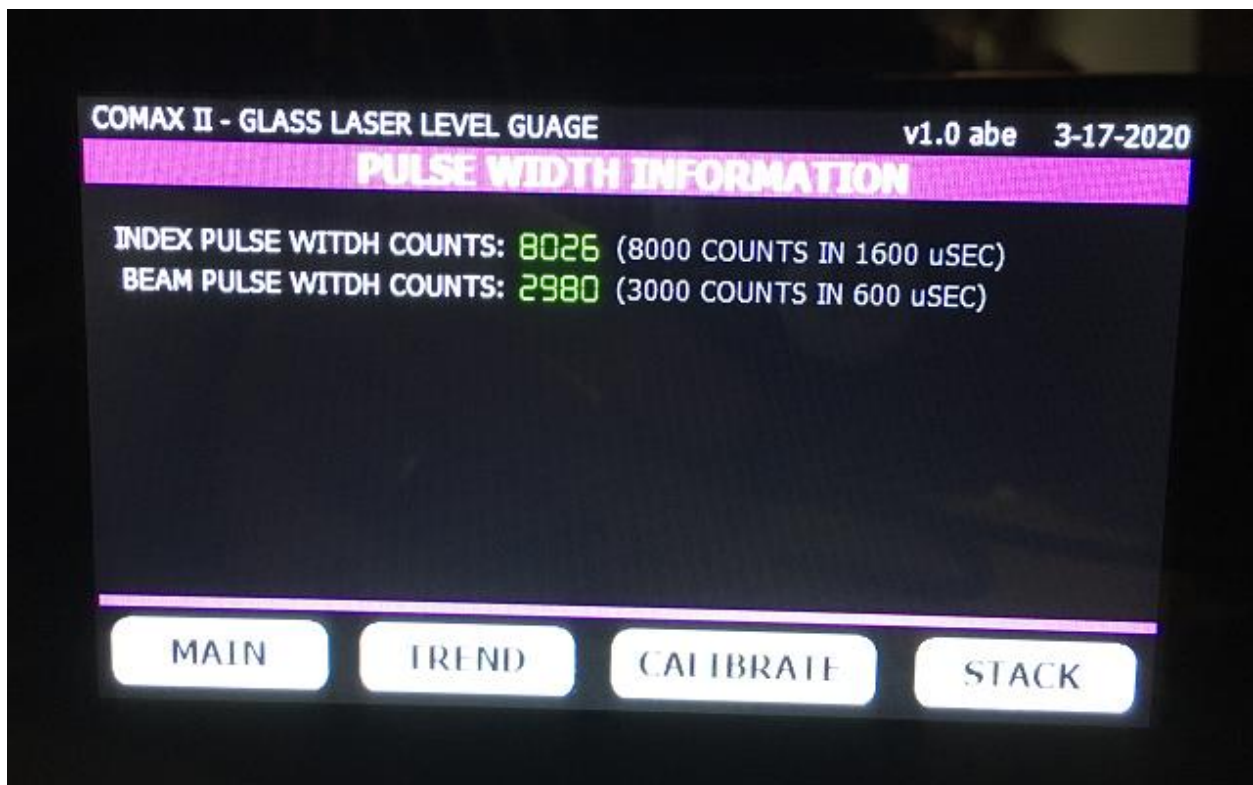 COMAX II - GLASS LASER LEVEL GUAGE v1.0 abe 3-17-2020
PULSE WIDTH INFORMATION
INDEX PULSE WITDH COUNTS: 8026 (8000 COUNTS IN 1600 uSEC)
BEAM PULSE WITDH COUNTS: 2980 (3000 COUNTS IN 600 uSEC)
MAIN TREND CALIBRATE STACK